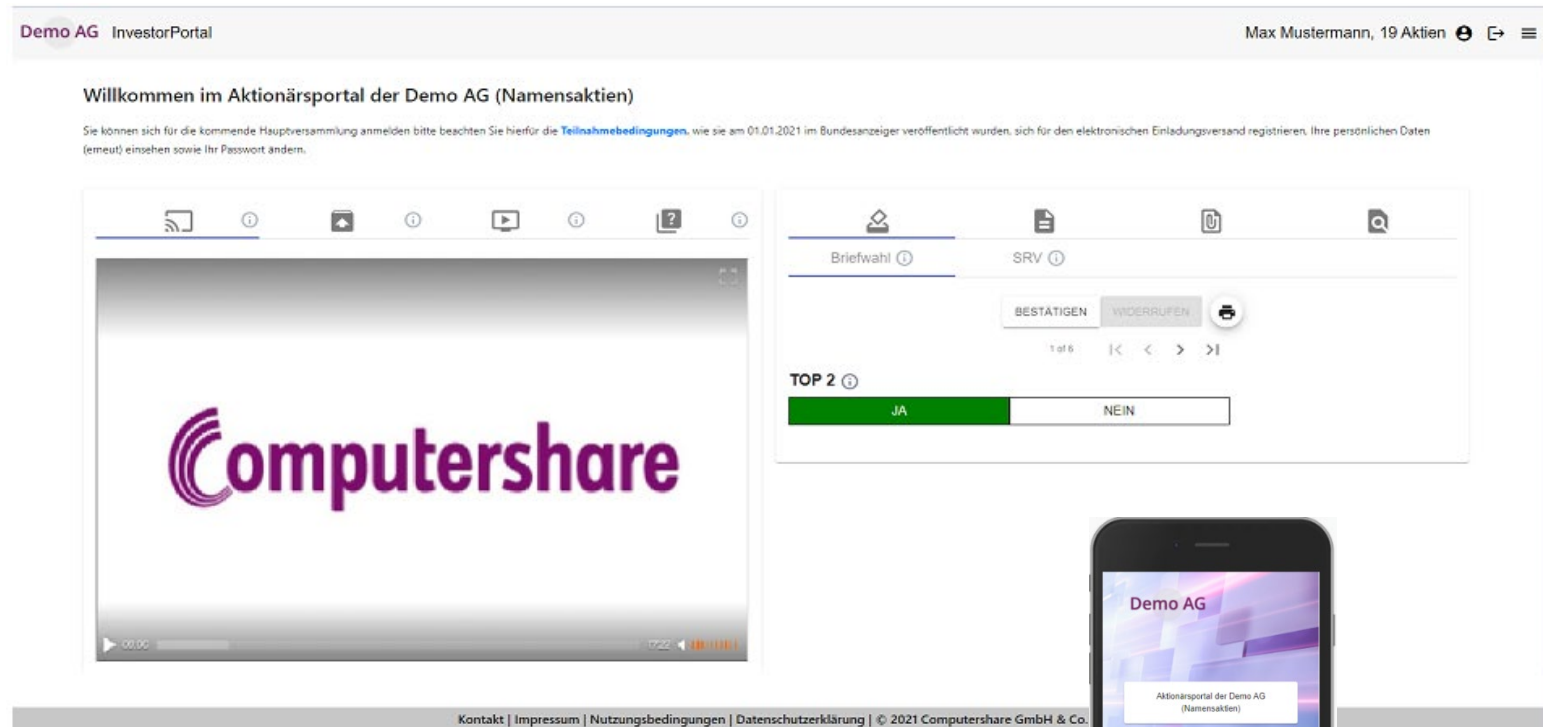 Demo AG InvestorPortal
Max Mustermann, 19 Aktien
Willkommen im Aktionärsportal der Demo AG (Namensaktien)
Sie können sich für die kommende Hauptversammlung anmelden bitte beachten Sie hierfür die Teilnahmebedingungen, wie sie am 01.01.2021 im Bundesanzeiger veröffentlicht wurden, sich für den elektronischen Einladungsversand registrieren, Ihre persönlichen Daten
(erneut) einsehen sowie Ihr Passwort ändern.
Computershare
00:00
Briefwahl
SRV
BESTÄTIGEN WIDERRUFEN
1 of 6
TOP 2
JA NEIN
Demo AG
Aktionärsportal der Demo AG
(Namensaktien)
Kontakt | Impressum | Nutzungsbedingungen | Datenschutzerklärung | © 2021 Computershare GmbH & Co.